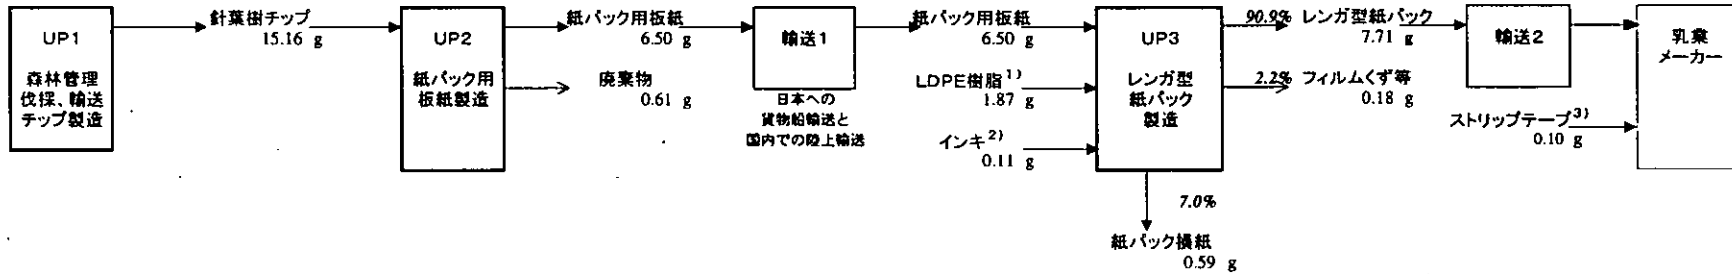 UP1
森林管理
伐採、輸送
チップ製造
針葉樹チップ
15.16 g
UP2
紙パック用
板紙製造
紙パック用板紙
6.50 g
廃棄物
0.61 g
輸送1
日本への
貨物船輸送と
国内での陸上輸送
紙パック用板紙
6.50 g
LDPE樹脂1)
1.87 g
インキ2)
0.11 g
UP3
レンガ型
紙パック
製造
90.9% レンガ型紙パック
7.71 g
2.2% フィルムくず等
0.18 g
7.0%
紙パック損紙
0.59 g
輸送2
ストリップテープ3)
0.10 g
乳業
メーカー